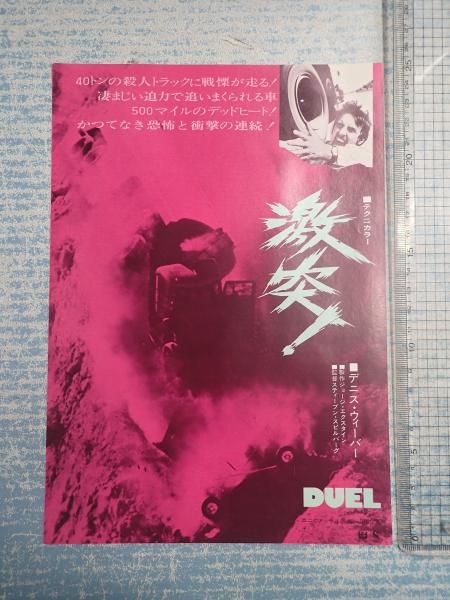 40トンの殺人トラックに戦慄が走る!
凄まじい迫力で追いまくられる車
500マイルのデッドヒート!
かつてなき恐怖と衝撃の連続!
■テクニカラー
激突!
■デニス・ウィーバー
■製作ジョージ・エクスタイン
■監督スティーブン・スピルバーグ
DUEL
20
15
10
5
0